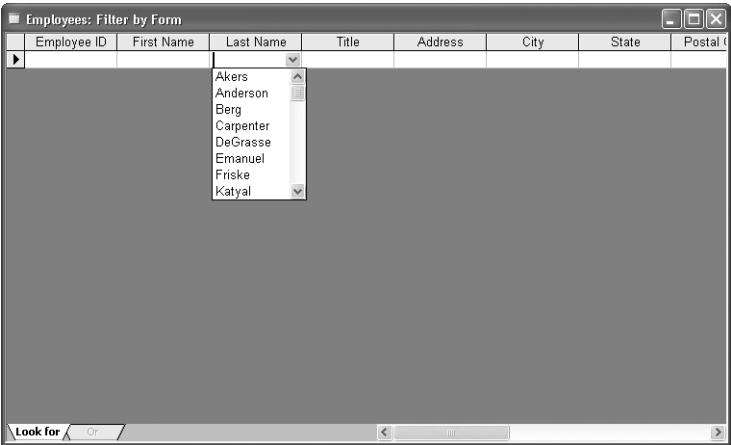 Employees: Filter by Form
Employee ID First Name Last Name Title Address City State Postal
Akers
Anderson
Berg
Carpenter
DeGrasse
Emanuel
Friske
Katyal
Look for Or